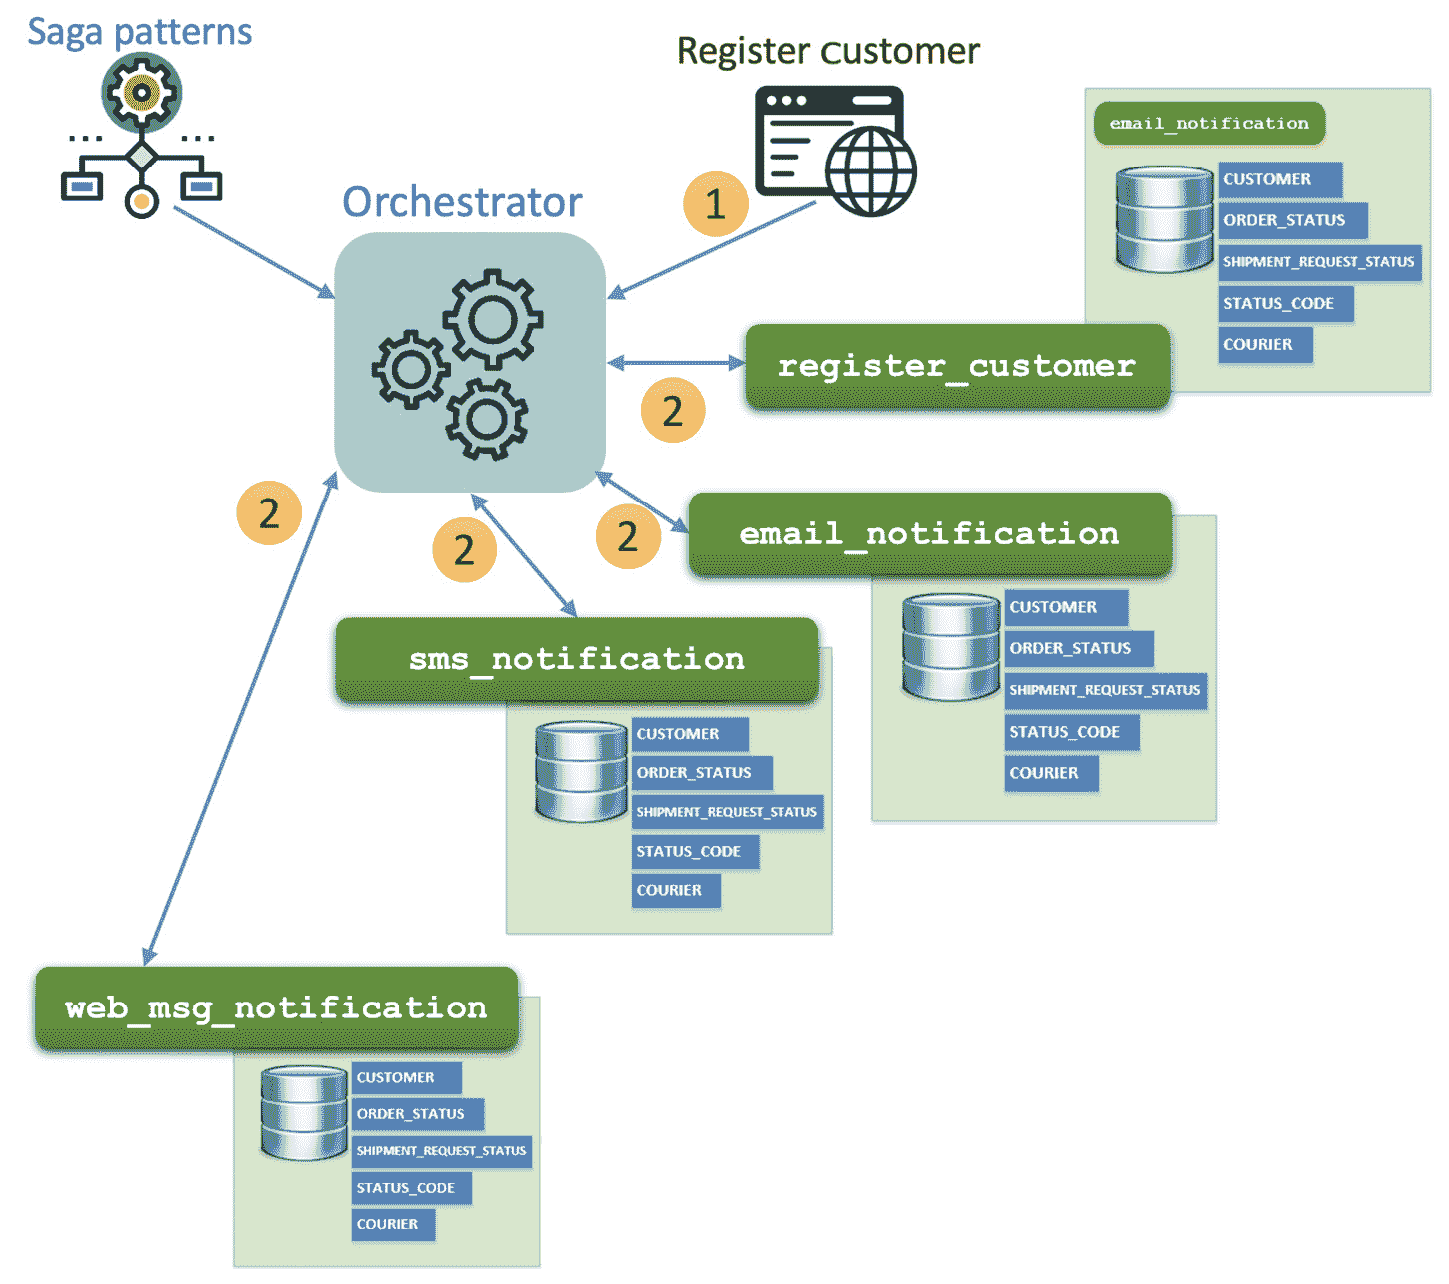 Saga patterns
Register Customer
email_notification
CUSTOMER
ORDER_STATUS
SHIPMENT_REQUEST_STATUS
STATUS_CODE
COURIER
Orchestrator
1
register_customer
2
email_notification
2
CUSTOMER
ORDER_STATUS
SHIPMENT_REQUEST_STATUS
STATUS_CODE
COURIER
2
sms_notification
CUSTOMER
ORDER_STATUS
SHIPMENT_REQUEST_STATUS
STATUS_CODE
COURIER
2
web_msg_notification
CUSTOMER
ORDER_STATUS
SHIPMENT_REQUEST_STATUS
STATUS_CODE
COURIER